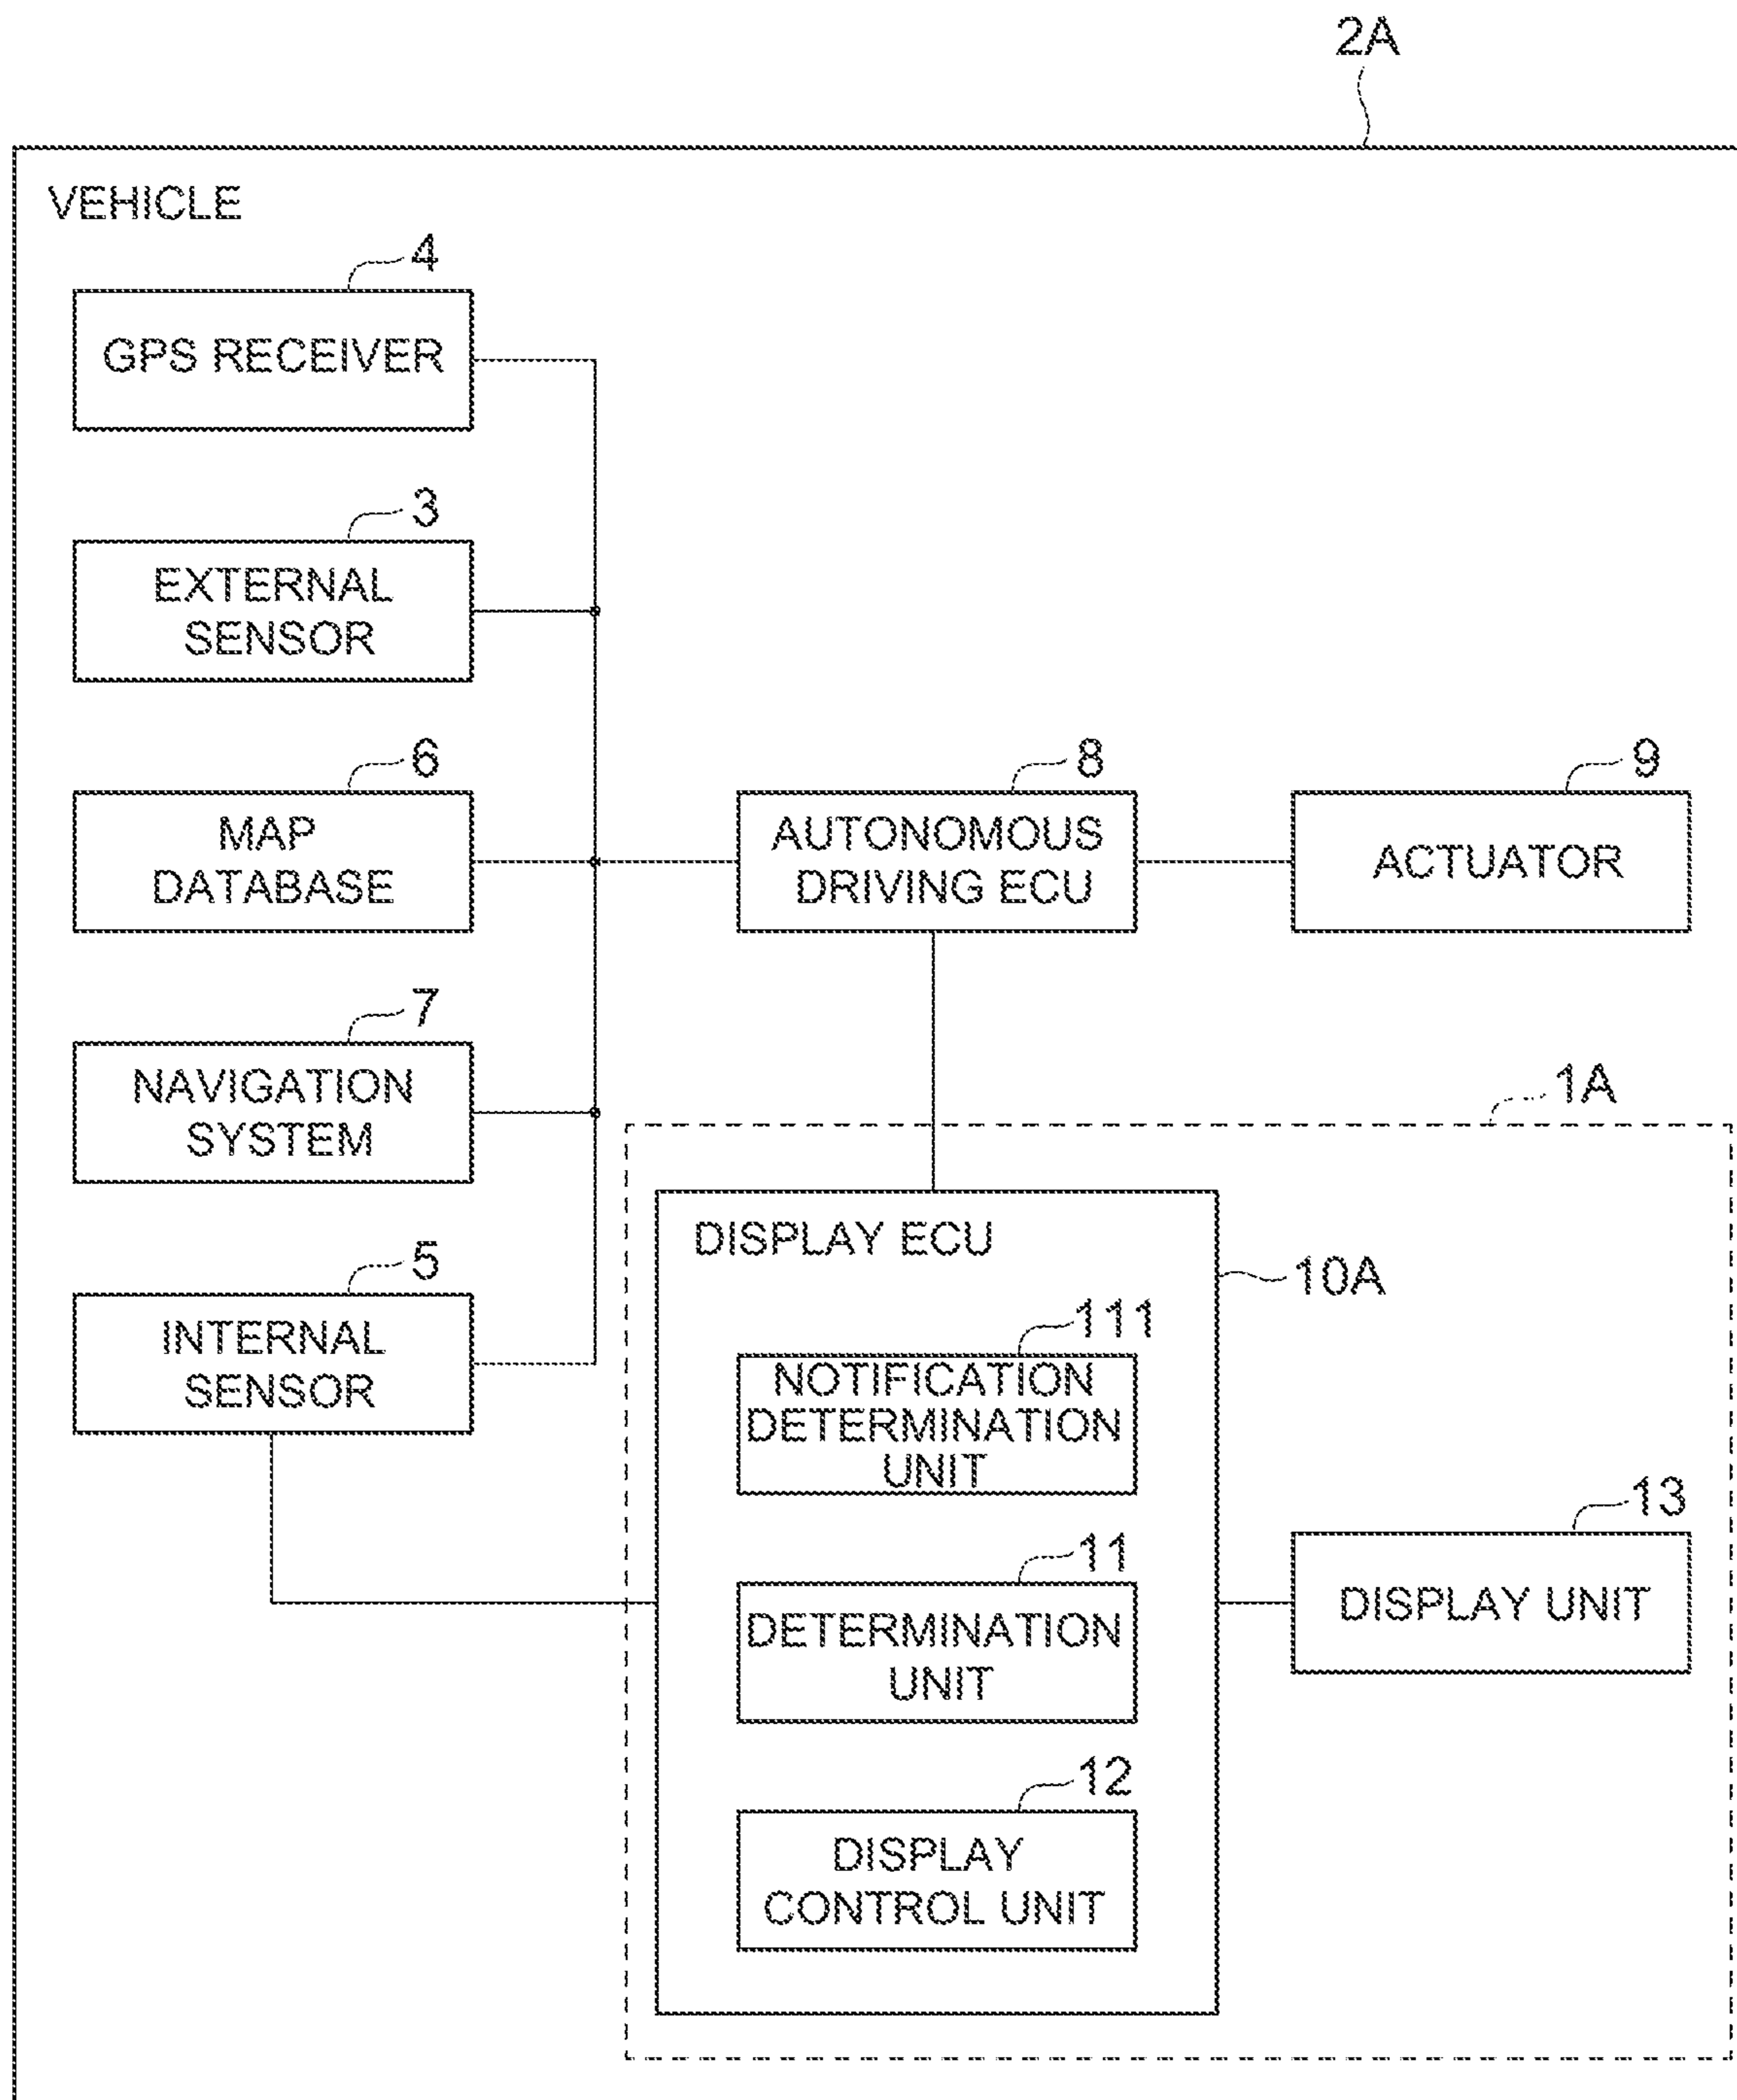 2A
VEHICLE
4
GPS RECEIVER
3
EXTERNAL
SENSOR
6
MAP
DATABASE
8
AUTONOMOUS
DRIVING ECU
9
ACTUATOR
7
NAVIGATION
SYSTEM
1A
5
INTERNAL
SENSOR
DISPLAY ECU
10A
111
NOTIFICATION
DETERMINATION
UNIT
11
DETERMINATION
UNIT
13
DISPLAY UNIT
12
DISPLAY
CONTROL UNIT